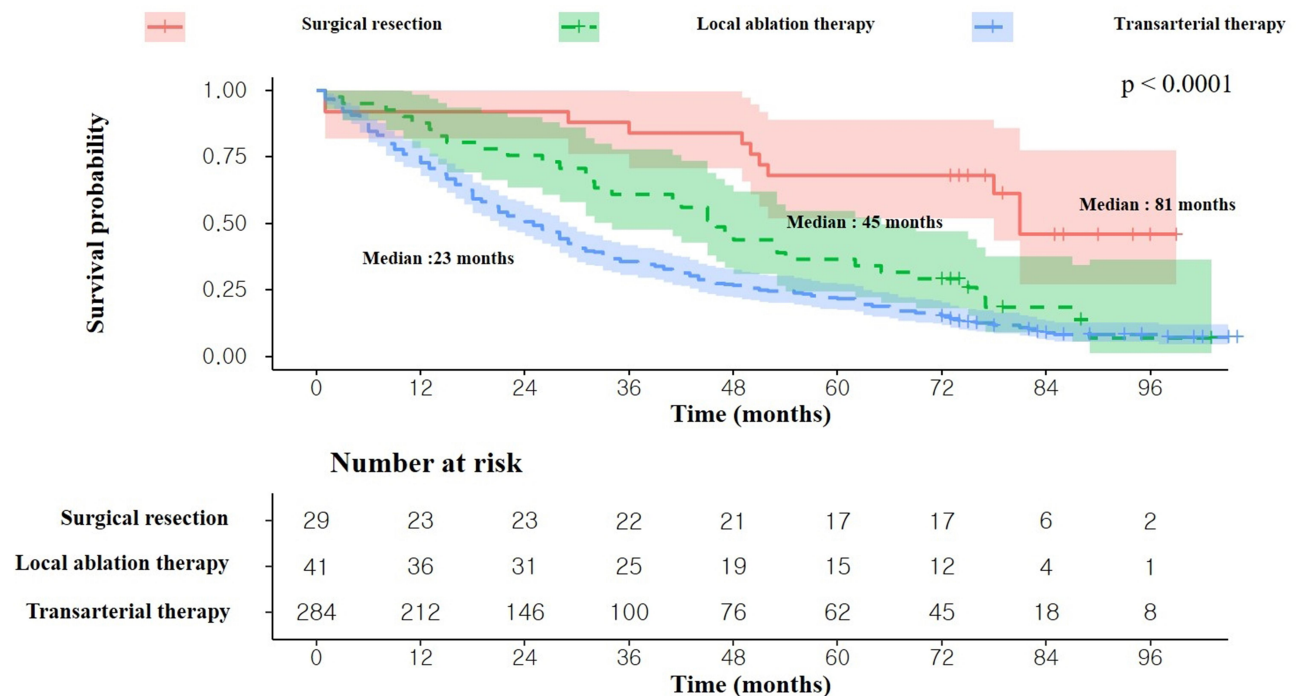 Surgical resection Local ablation therapy Transarterial therapy
p < 0.0001
Survival probability
1.00
0.75
0.50
0.25
0.00
Median : 81 months
Median : 45 months
Median :23 months
0 12 24 36 48 60 72 84 96
Time (months)
Number at risk
Surgical resection 29 23 23 22 21 17 17 6 2
Local ablation therapy 41 36 31 25 19 15 12 4 1
Transarterial therapy 284 212 146 100 76 62 45 18 8
0 12 24 36 48 60 72 84 96
Time (months)